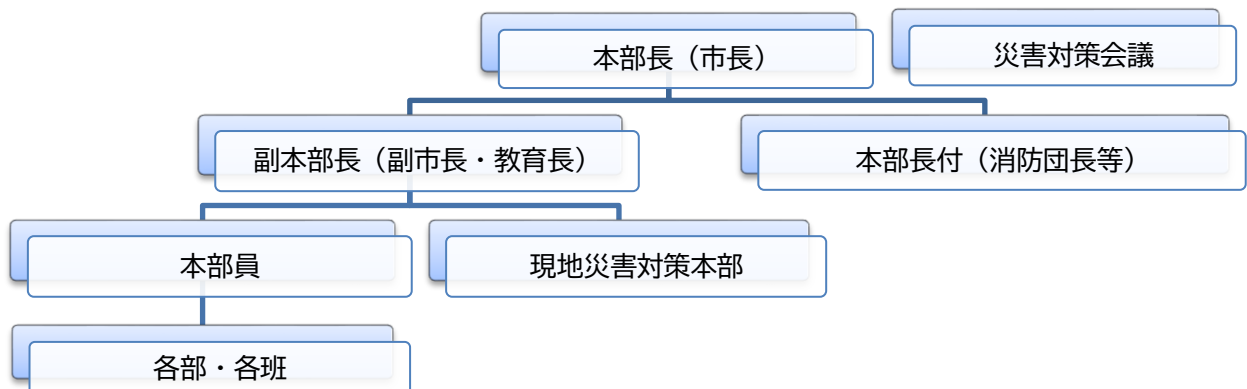 本部長（市長）
災害対策会議
副本部長（副市長・教育長）
本部長付（消防団長等）
本部員
現地災害対策本部
各部・各班